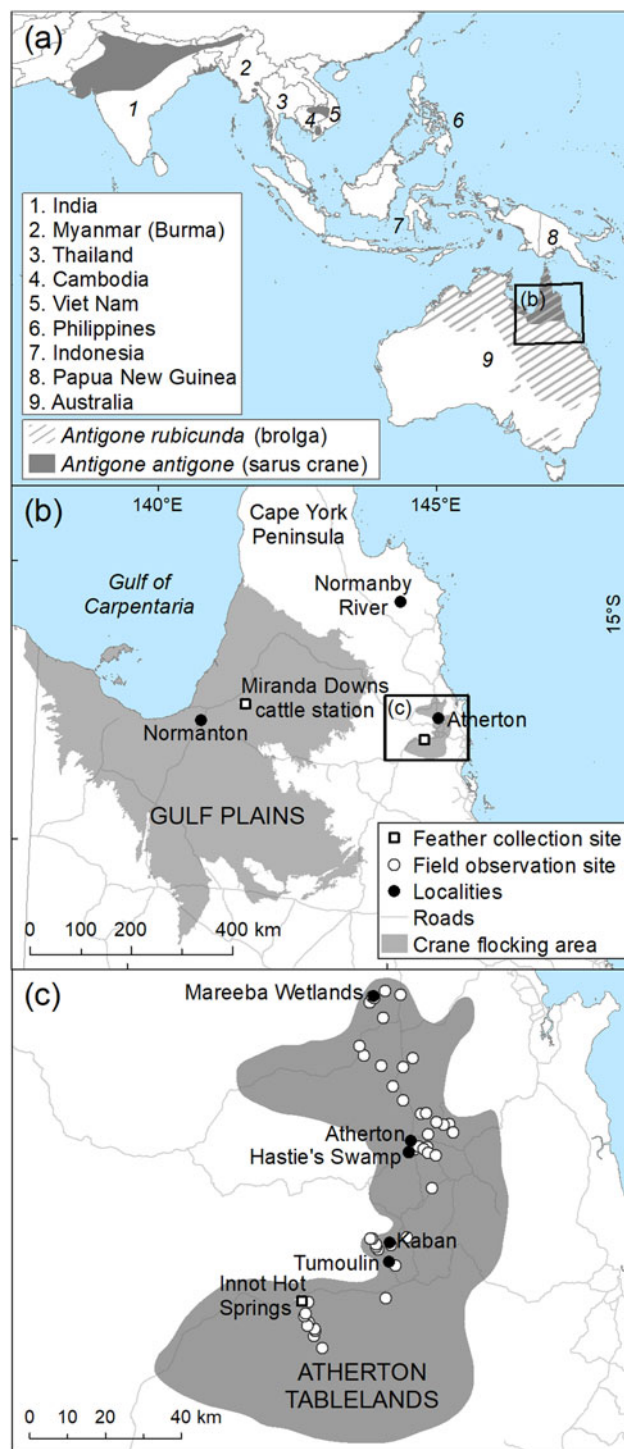 (a)
2
1
3
4
5
6
7
8
(b)
9
1. India
2. Myanmar (Burma)
3. Thailand
4. Cambodia
5. Viet Nam
6. Philippines
7. Indonesia
8. Papua New Guinea
9. Australia
Antigone rubicunda (brolga)
Antigone antigone (sarus crane)
(b)
140°E
145°E
Cape York
Peninsula
Gulf of
Carpentaria
Normanby
River
15°S
Miranda Downs
cattle station
(c)
Atherton
Normanton
GULF PLAINS
Feather collection site
Field observation site
Localities
Roads
Crane flocking area
0 100 200 400 km
(c)
Mareeba Wetlands
Atherton
Hastie's Swamp
Kaban
Tumoulin
Innot Hot
Springs
ATHERTON
TABLELANDS
0 10 20 40 km